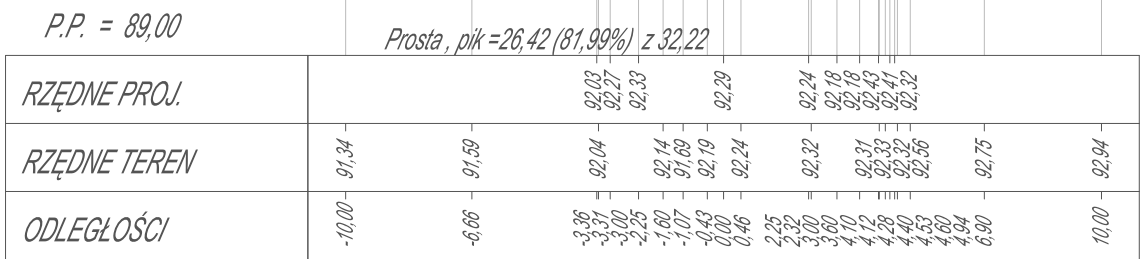 P.P. = 89,00
Prosta , pik =26,42 (81,99%) z 32,22
RZĘDNE PROJ. 92,03 92,27 92,33 92,29 92,24 92,18 92,18 92,43 92,41 92,32
RZĘDNE TEREN 91,34 91,59 92,04 92,14 91,69 92,19 92,24 92,32 92,31 92,33 92,32 92,56 92,75 92,94
ODLEGŁOŚCI -10,00 -6,66 -3,36 -3,31 -3,00 -2,25 -1,60 -1,07 -0,43 0,00 0,46 2,25 2,32 3,00 3,60 4,10 4,12 4,28 4,40 4,53 4,60 4,94 6,90 10,00